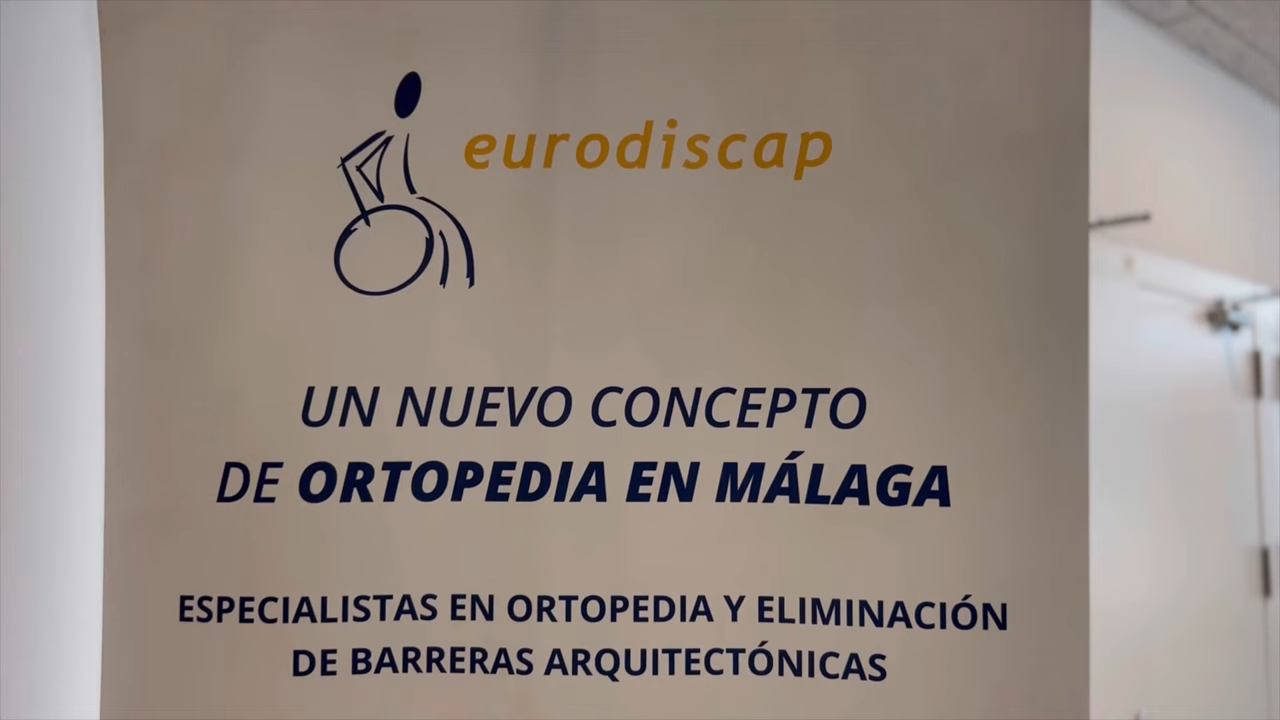 eurodiscap
UN NUEVO CONCEPTO
DE ORTOPEDIA EN MÁLAGA
ESPECIALISTAS EN ORTOPEDIA Y ELIMINACIÓN
DE BARRERAS ARQUITECTÓNICAS